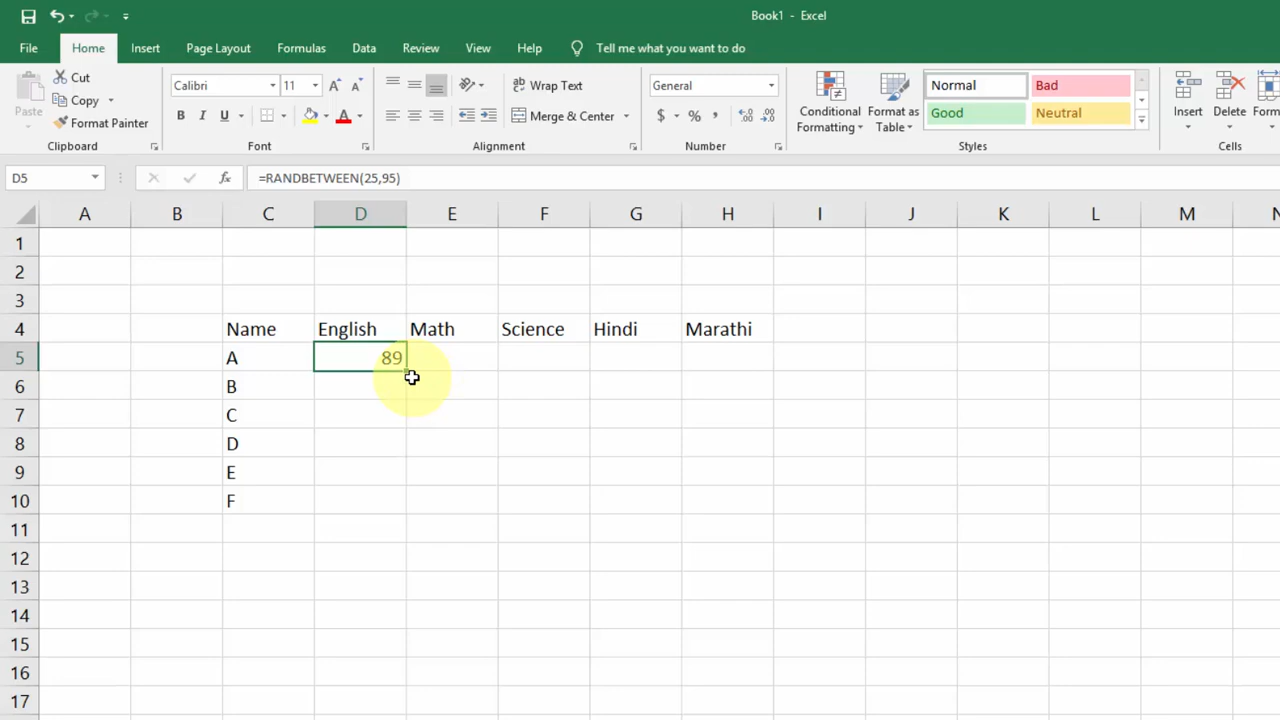 Book1 - Excel
File Home Insert Page Layout Formulas Data Review View Help Tell me what you want to do
Paste Cut Copy Format Painter Clipboard
Calibri 11 A A B I U A Font
Wrap Text Merge & Center Alignment
General $ % , Number
Conditional Formatting Format as Table Normal Bad Good Neutral Styles
Insert Delete Form Cells
D5 fx =RANDBETWEEN(25,95)
A B C D E F G H I J K L M N
1
2
3
4 Name English Math Science Hindi Marathi
5 A 89
6 B
7 C
8 D
9 E
10 F
11
12
13
14
15
16
17